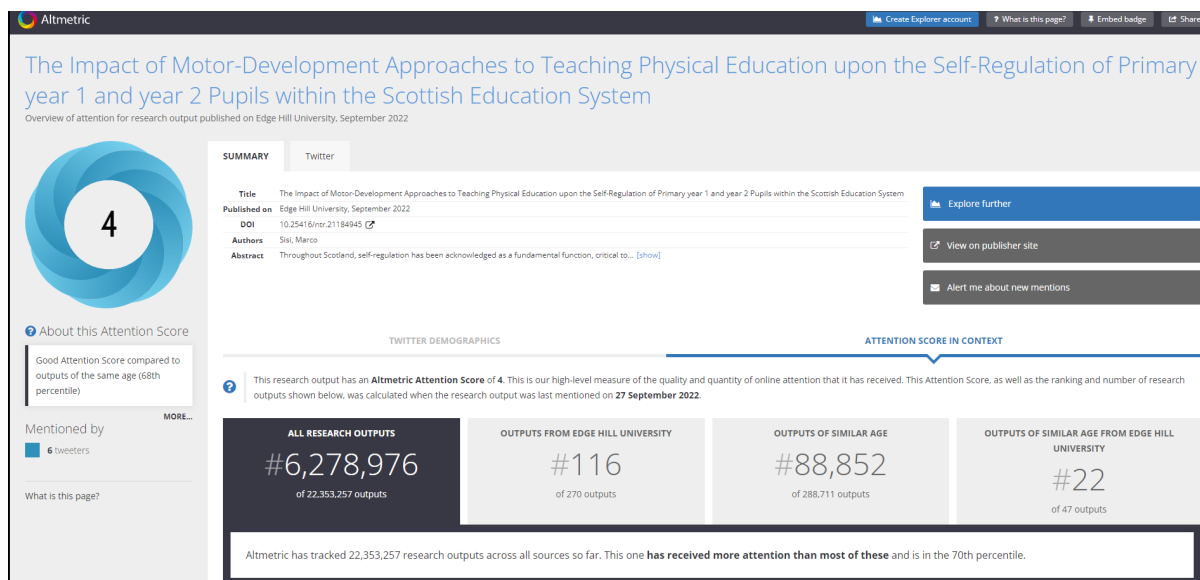 Altmetric
Create Explorer account
? What is this page?
Embed badge
Share
The Impact of Motor-Development Approaches to Teaching Physical Education upon the Self-Regulation of Primary
year 1 and year 2 Pupils within the Scottish Education System
Overview of attention for research output published on Edge Hill University, September 2022
4
? About this Attention Score
Good Attention Score compared to
outputs of the same age (68th
percentile)
MORE...
Mentioned by
6 tweeters
What is this page?
SUMMARY
Twitter
Title The Impact of Motor-Development Approaches to Teaching Physical Education upon the Self-Regulation of Primary year 1 and year 2 Pupils within the Scottish Education System
Published on Edge Hill University, September 2022
DOI 10.25416/ntr.21184945
Authors Sisi, Marco
Abstract Throughout Scotland, self-regulation has been acknowledged as a fundamental function, critical to... [show]
Explore further
View on publisher site
Alert me about new mentions
TWITTER DEMOGRAPHICS
ATTENTION SCORE IN CONTEXT
? This research output has an Altmetric Attention Score of 4. This is our high-level measure of the quality and quantity of online attention that it has received. This Attention Score, as well as the ranking and number of research
outputs shown below, was calculated when the research output was last mentioned on 27 September 2022.
ALL RESEARCH OUTPUTS
#6,278,976
of 22,353,257 outputs
OUTPUTS FROM EDGE HILL UNIVERSITY
#116
of 270 outputs
OUTPUTS OF SIMILAR AGE
#88,852
of 288,711 outputs
OUTPUTS OF SIMILAR AGE FROM EDGE HILL
UNIVERSITY
#22
of 47 outputs
Altmetric has tracked 22,353,257 research outputs across all sources so far. This one has received more attention than most of these and is in the 70th percentile.